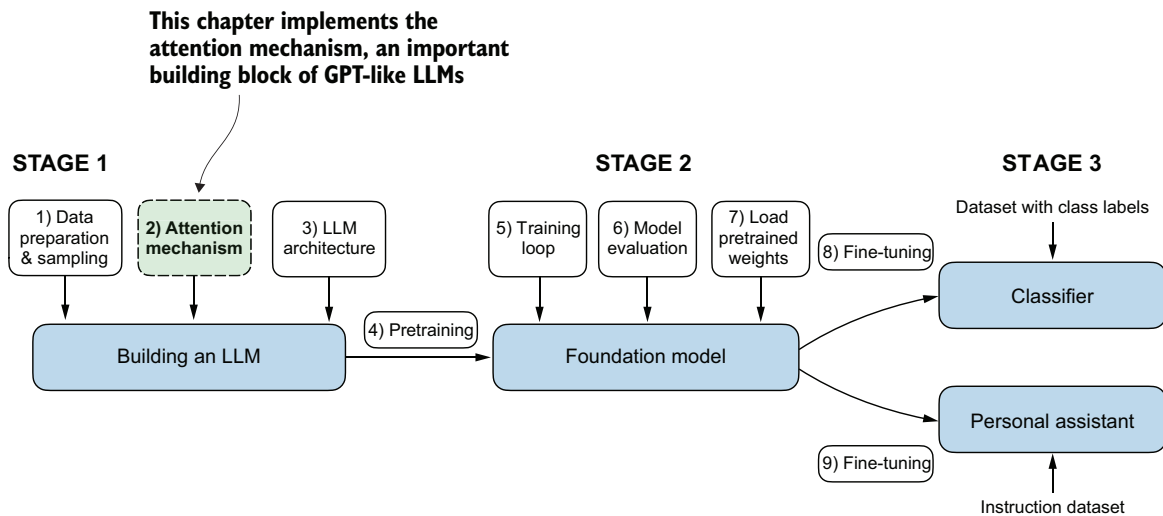 This chapter implements the
attention mechanism, an important
building block of GPT-like LLMs
STAGE 1
STAGE 2
STAGE 3
1) Data
preparation
& sampling
2) Attention
mechanism
3) LLM
architecture
5) Training
loop
6) Model
evaluation
7) Load
pretrained
weights
Dataset with class labels
8) Fine-tuning
Classifier
4) Pretraining
Building an LLM
Foundation model
Personal assistant
9) Fine-tuning
Instruction dataset